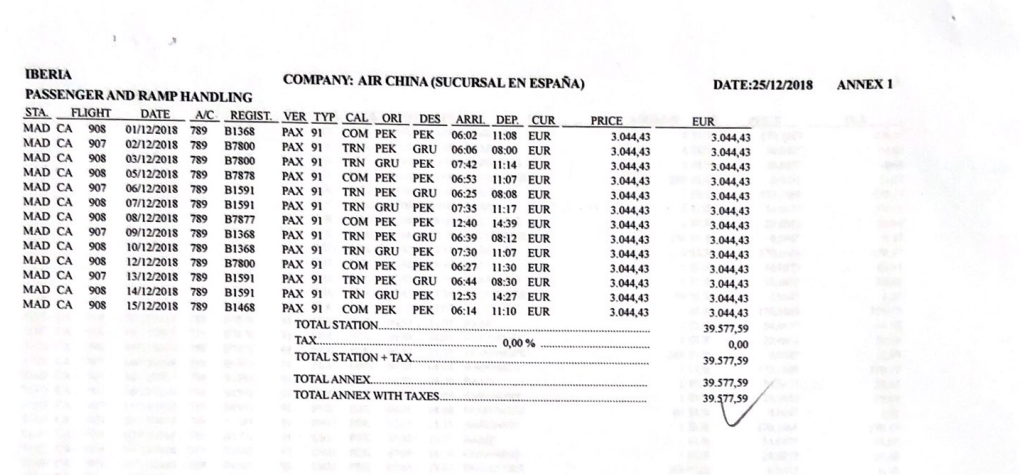 IBERIA
COMPANY: AIR CHINA (SUCURSAL EN ESPAÑA)
DATE:25/12/2018 ANNEX 1
PASSENGER AND RAMP HANDLING
STA. FLIGHT DATE A/C REGIST. VER TYP CAL ORI DES ARRI. DEP. CUR PRICE EUR
MAD CA 908 01/12/2018 789 B1368 PAX 91 COM PEK PEK 06:02 11:08 EUR 3.044,43 3.044,43
MAD CA 907 02/12/2018 789 B7800 PAX 91 TRN PEK GRU 06:06 08:00 EUR 3.044,43 3.044,43
MAD CA 908 03/12/2018 789 B7800 PAX 91 TRN GRU PEK 07:42 11:14 EUR 3.044,43 3.044,43
MAD CA 908 05/12/2018 789 B7878 PAX 91 COM PEK PEK 06:53 11:07 EUR 3.044,43 3.044,43
MAD CA 907 06/12/2018 789 B1591 PAX 91 TRN PEK GRU 06:25 08:08 EUR 3.044,43 3.044,43
MAD CA 908 07/12/2018 789 B1591 PAX 91 TRN GRU PEK 07:35 11:17 EUR 3.044,43 3.044,43
MAD CA 908 08/12/2018 789 B7877 PAX 91 COM PEK PEK 12:40 14:39 EUR 3.044,43 3.044,43
MAD CA 907 09/12/2018 789 B1368 PAX 91 TRN PEK GRU 06:39 08:12 EUR 3.044,43 3.044,43
MAD CA 908 10/12/2018 789 B1368 PAX 91 TRN GRU PEK 07:30 11:07 EUR 3.044,43 3.044,43
MAD CA 908 12/12/2018 789 B7800 PAX 91 COM PEK PEK 06:27 11:30 EUR 3.044,43 3.044,43
MAD CA 907 13/12/2018 789 B1591 PAX 91 TRN PEK GRU 06:44 08:30 EUR 3.044,43 3.044,43
MAD CA 908 14/12/2018 789 B1591 PAX 91 TRN GRU PEK 12:53 14:27 EUR 3.044,43 3.044,43
MAD CA 908 15/12/2018 789 B1468 PAX 91 COM PEK PEK 06:14 11:10 EUR 3.044,43 3.044,43
TOTAL STATION 39.577,59
TAX 0,00 % 0,00
TOTAL STATION + TAX 39.577,59
TOTAL ANNEX 39.577,59
TOTAL ANNEX WITH TAXES 39.577,59